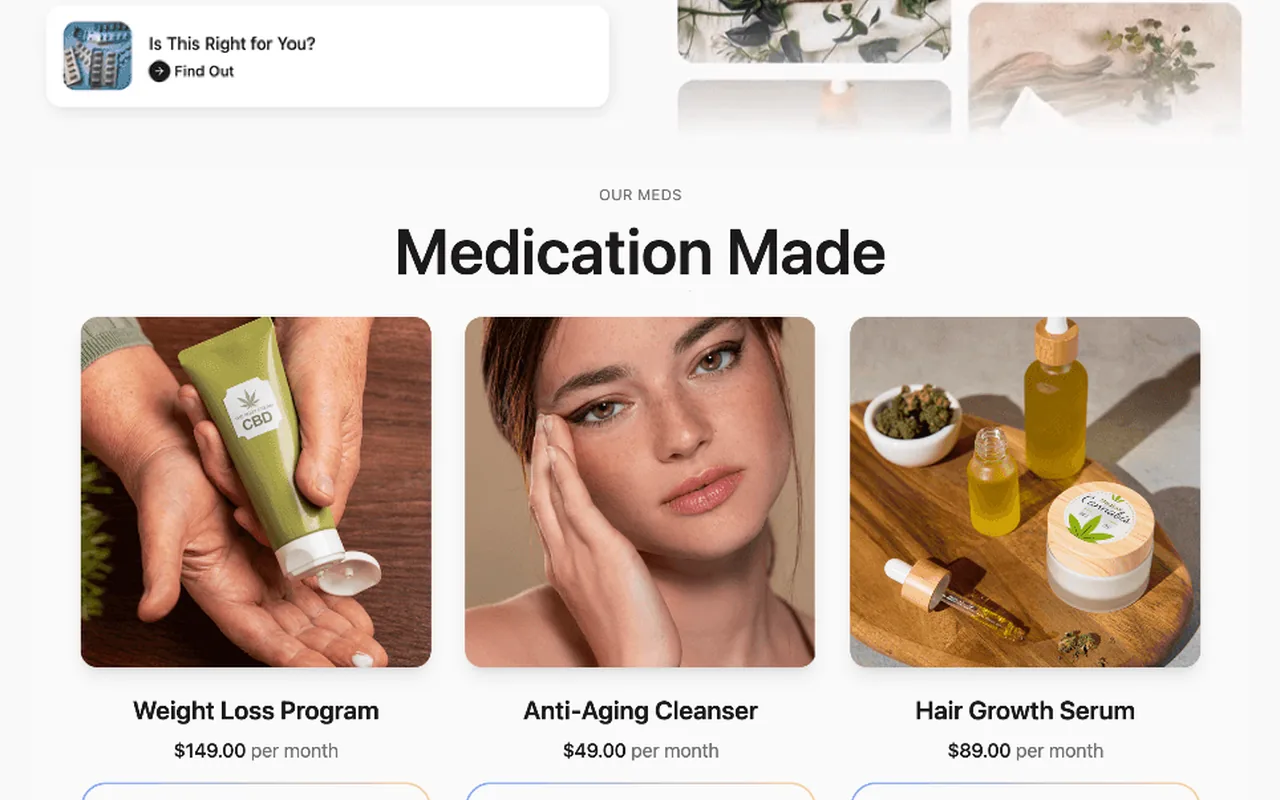 Is This Right for You?
Find Out
OUR MEDS
Medication Made
CBD
Cannabis
Weight Loss Program
Anti-Aging Cleanser
Hair Growth Serum
$149.00 per month
$49.00 per month
$89.00 per month